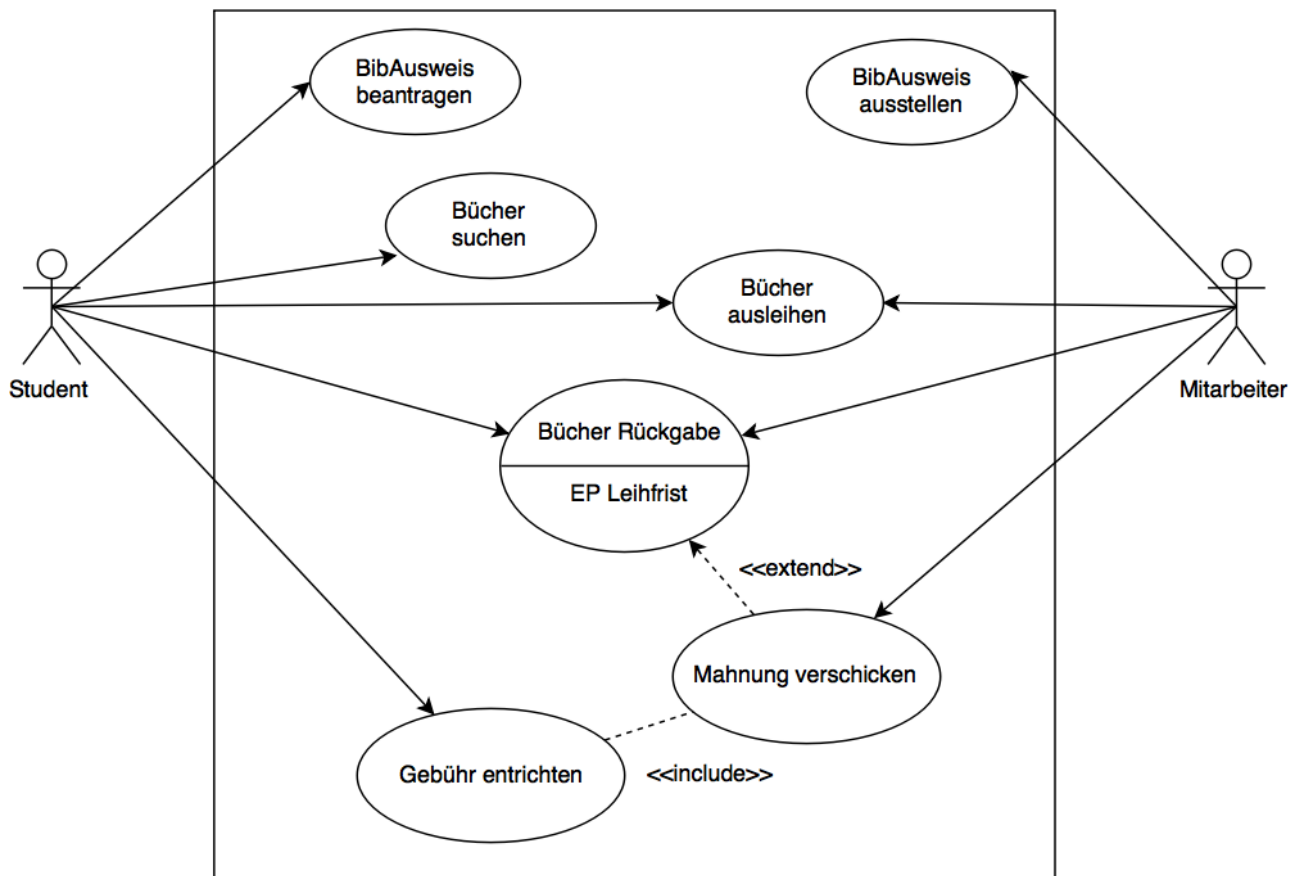 BibAusweis
beantragen
BibAusweis
ausstellen
Bücher
suchen
Bücher
ausleihen
Student
Mitarbeiter
Bücher Rückgabe
EP Leihfrist
<<extend>>
Mahnung verschicken
Gebühr entrichten
<<include>>